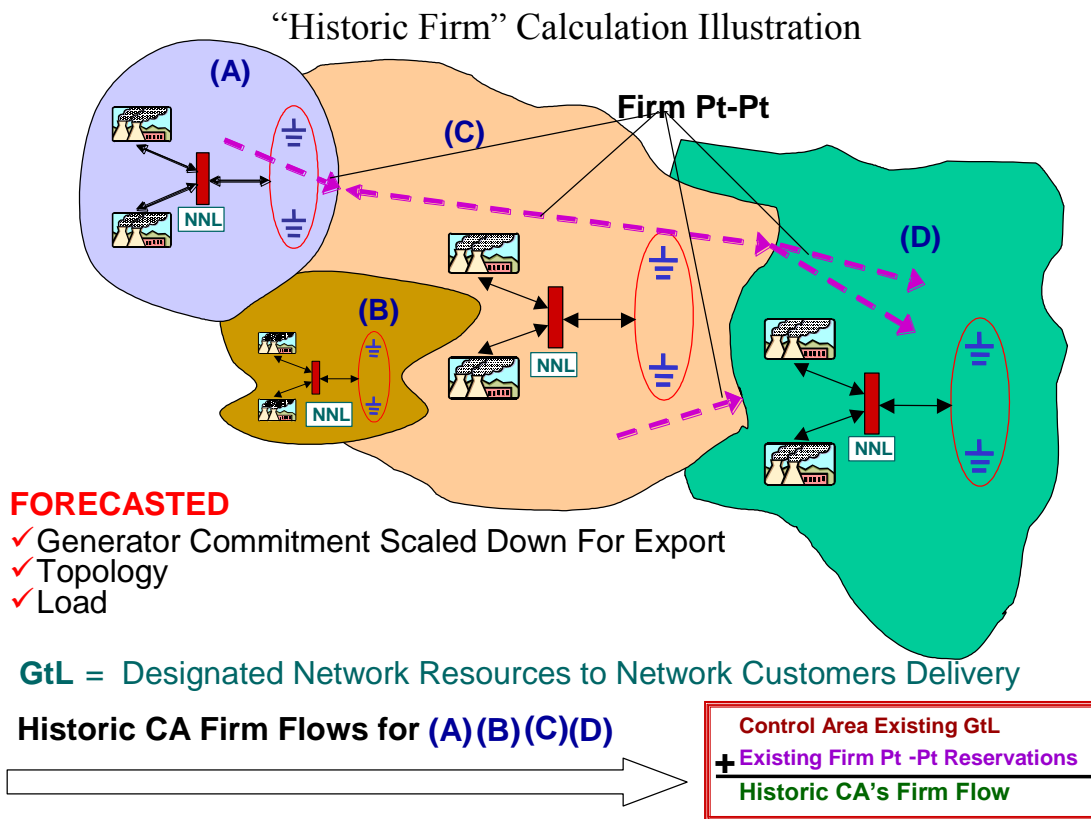 “Historic Firm” Calculation Illustration
(A)
Firm Pt-Pt
(C)
NNL
(D)
(B)
NNL
NNL
NNL
FORECASTED
✓Generator Commitment Scaled Down For Export
✓Topology
✓Load
GtL = Designated Network Resources to Network Customers Delivery
Historic CA Firm Flows for (A)(B)(C)(D)
Control Area Existing GtL
+ Existing Firm Pt -Pt Reservations
Historic CA's Firm Flow